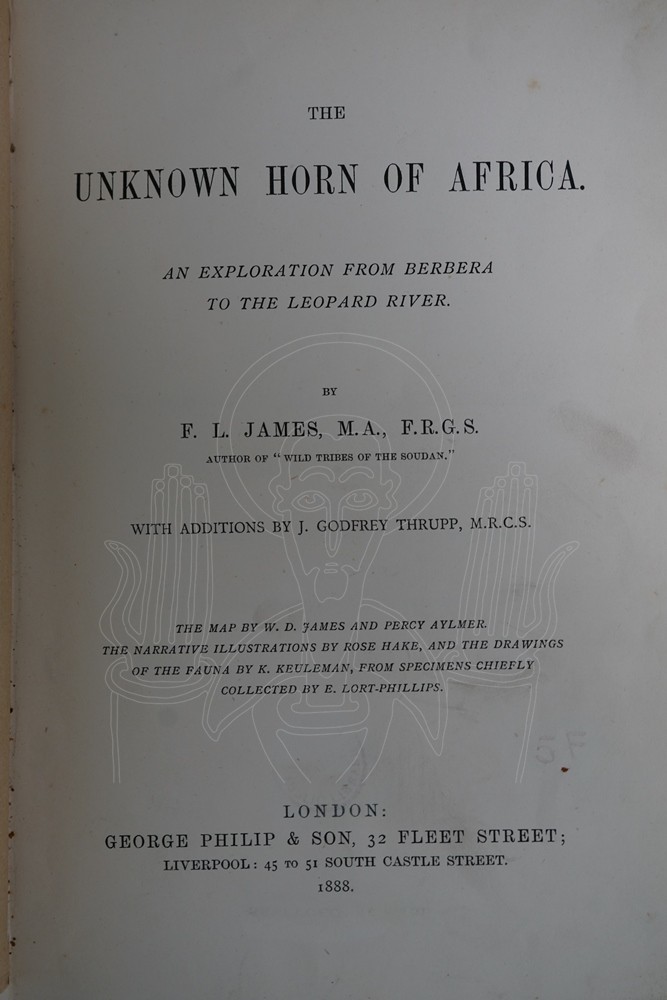 THE
UNKNOWN HORN OF AFRICA.
AN EXPLORATION FROM BERBERA
TO THE LEOPARD RIVER.
BY
F. L. JAMES, M.A., F.R.G.S.
AUTHOR OF "WILD TRIBES OF THE SOUDAN."
WITH ADDITIONS BY J. GODFREY THRUPP, M.R.C.S.
THE MAP BY W. D. JAMES AND PERCY AYLMER.
THE NARRATIVE ILLUSTRATIONS BY ROSE HAKE, AND THE DRAWINGS
OF THE FAUNA BY K. KEULEMAN, FROM SPECIMENS CHIEFLY
COLLECTED BY E. LORT-PHILLIPS.
LONDON:
GEORGE PHILIP & SON, 32 FLEET STREET;
LIVERPOOL: 45 TO 51 SOUTH CASTLE STREET.
1888.